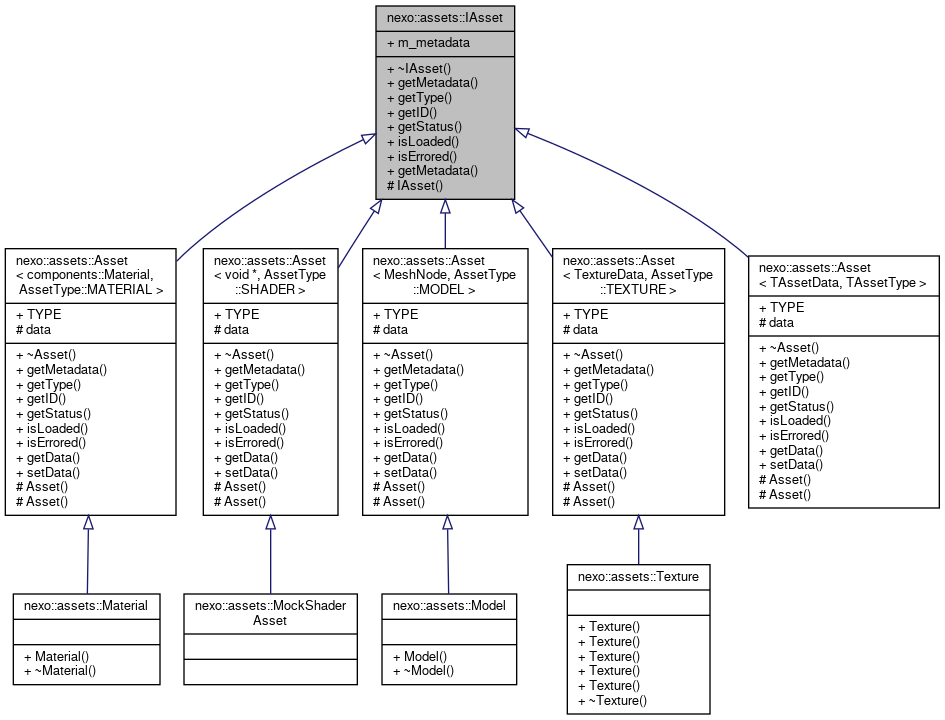 nexo::assets::IAsset
+ m_metadata
+ ~IAsset()
+ getMetadata()
+ getType()
+ getID()
+ getStatus()
+ isLoaded()
+ isErrored()
+ getMetadata()
# IAsset()
nexo::assets::Asset
< components::Material,
AssetType::MATERIAL >
+ TYPE
# data
+ ~Asset()
+ getMetadata()
+ getType()
+ getID()
+ getStatus()
+ isLoaded()
+ isErrored()
+ getData()
+ setData()
# Asset()
# Asset()
nexo::assets::Asset
< void *, AssetType
::SHADER >
+ TYPE
# data
+ ~Asset()
+ getMetadata()
+ getType()
+ getID()
+ getStatus()
+ isLoaded()
+ isErrored()
+ getData()
+ setData()
# Asset()
# Asset()
nexo::assets::Asset
< MeshNode, AssetType
::MODEL >
+ TYPE
# data
+ ~Asset()
+ getMetadata()
+ getType()
+ getID()
+ getStatus()
+ isLoaded()
+ isErrored()
+ getData()
+ setData()
# Asset()
# Asset()
nexo::assets::Asset
< TextureData, AssetType
::TEXTURE >
+ TYPE
# data
+ ~Asset()
+ getMetadata()
+ getType()
+ getID()
+ getStatus()
+ isLoaded()
+ isErrored()
+ getData()
+ setData()
# Asset()
# Asset()
nexo::assets::Asset
< TAssetData, TAssetType >
+ TYPE
# data
+ ~Asset()
+ getMetadata()
+ getType()
+ getID()
+ getStatus()
+ isLoaded()
+ isErrored()
+ getData()
+ setData()
# Asset()
# Asset()
nexo::assets::Material
+ Material()
+ ~Material()
nexo::assets::MockShader
Asset
nexo::assets::Model
+ Model()
+ ~Model()
nexo::assets::Texture
+ Texture()
+ Texture()
+ Texture()
+ Texture()
+ Texture()
+ ~Texture()